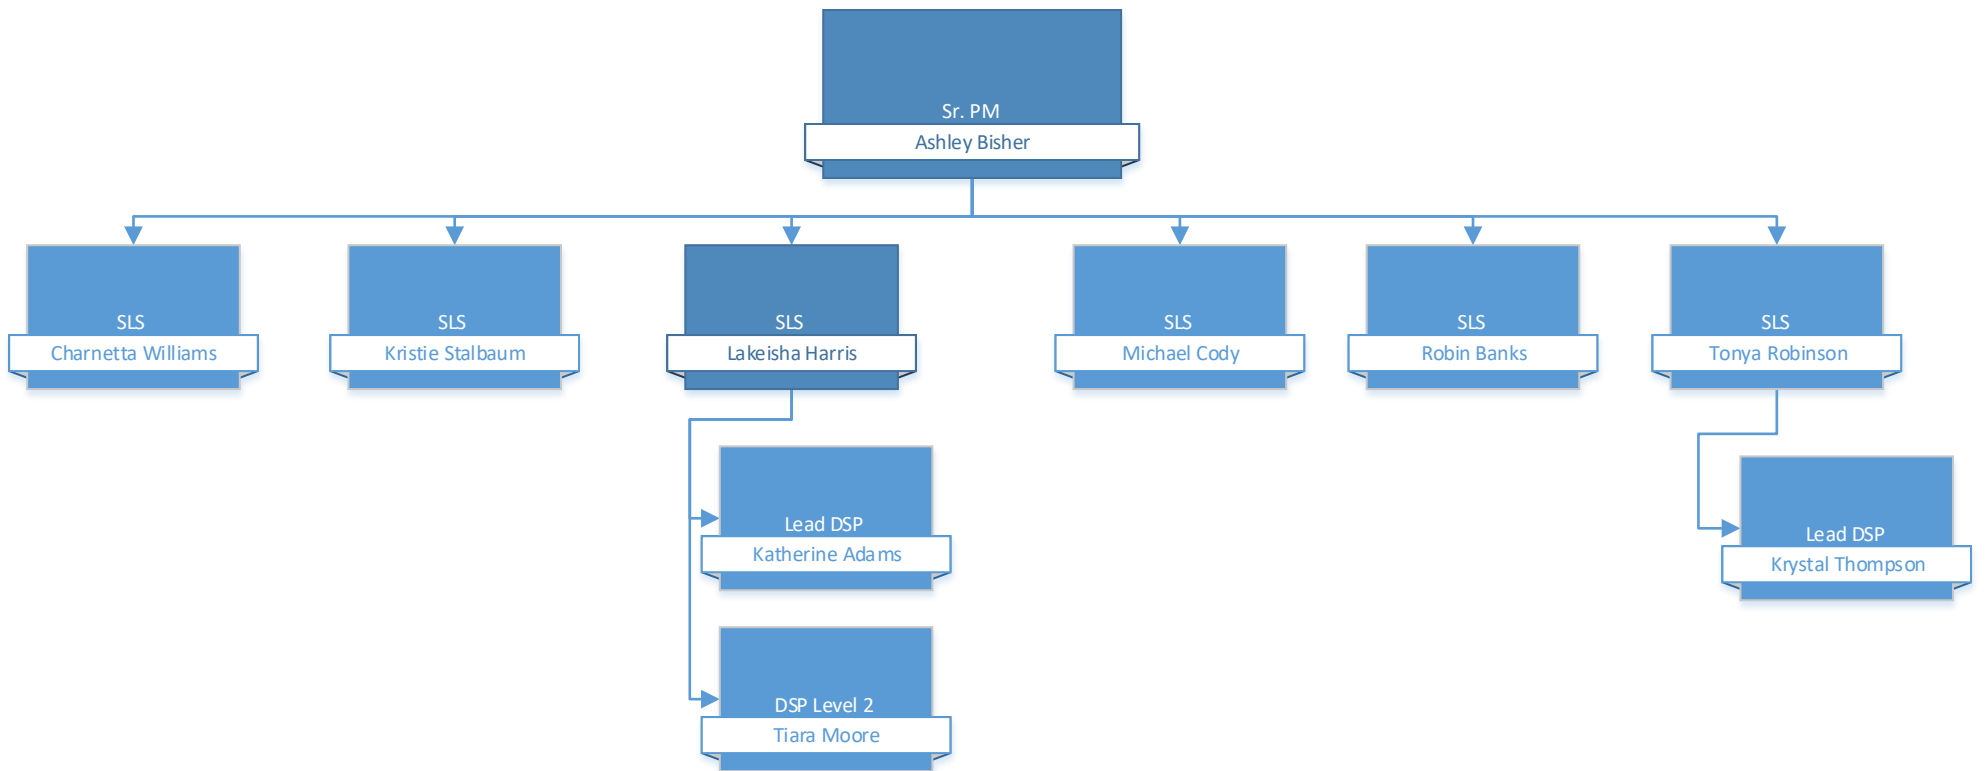 Sr. PM
Ashley Bisher
SLS
Charnetta Williams
SLS
Kristie Stalbaum
SLS
Lakeisha Harris
SLS
Michael Cody
SLS
Robin Banks
SLS
Tonya Robinson
Lead DSP
Katherine Adams
DSP Level 2
Tiara Moore
Lead DSP
Krystal Thompson